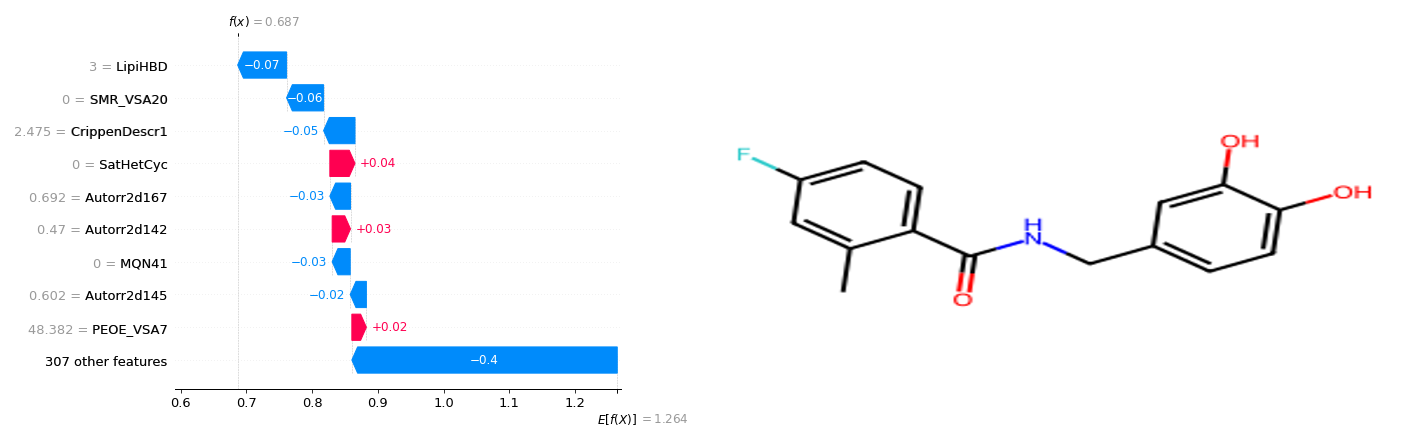 f(x) = 0.687
3 = LipiHBD
−0.07
0 = SMR_VSA20
−0.06
2.475 = CrippenDescr1
−0.05
0 = SatHetCyc
+0.04
0.692 = Autorr2d167
−0.03
0.47 = Autorr2d142
+0.03
0 = MQN41
−0.03
0.602 = Autorr2d145
−0.02
48.382 = PEOE_VSA7
+0.02
307 other features
−0.4
0.6 0.7 0.8 0.9 1.0 1.1 1.2
E[f(X)] = 1.264
F
O
H
N
OH
OH